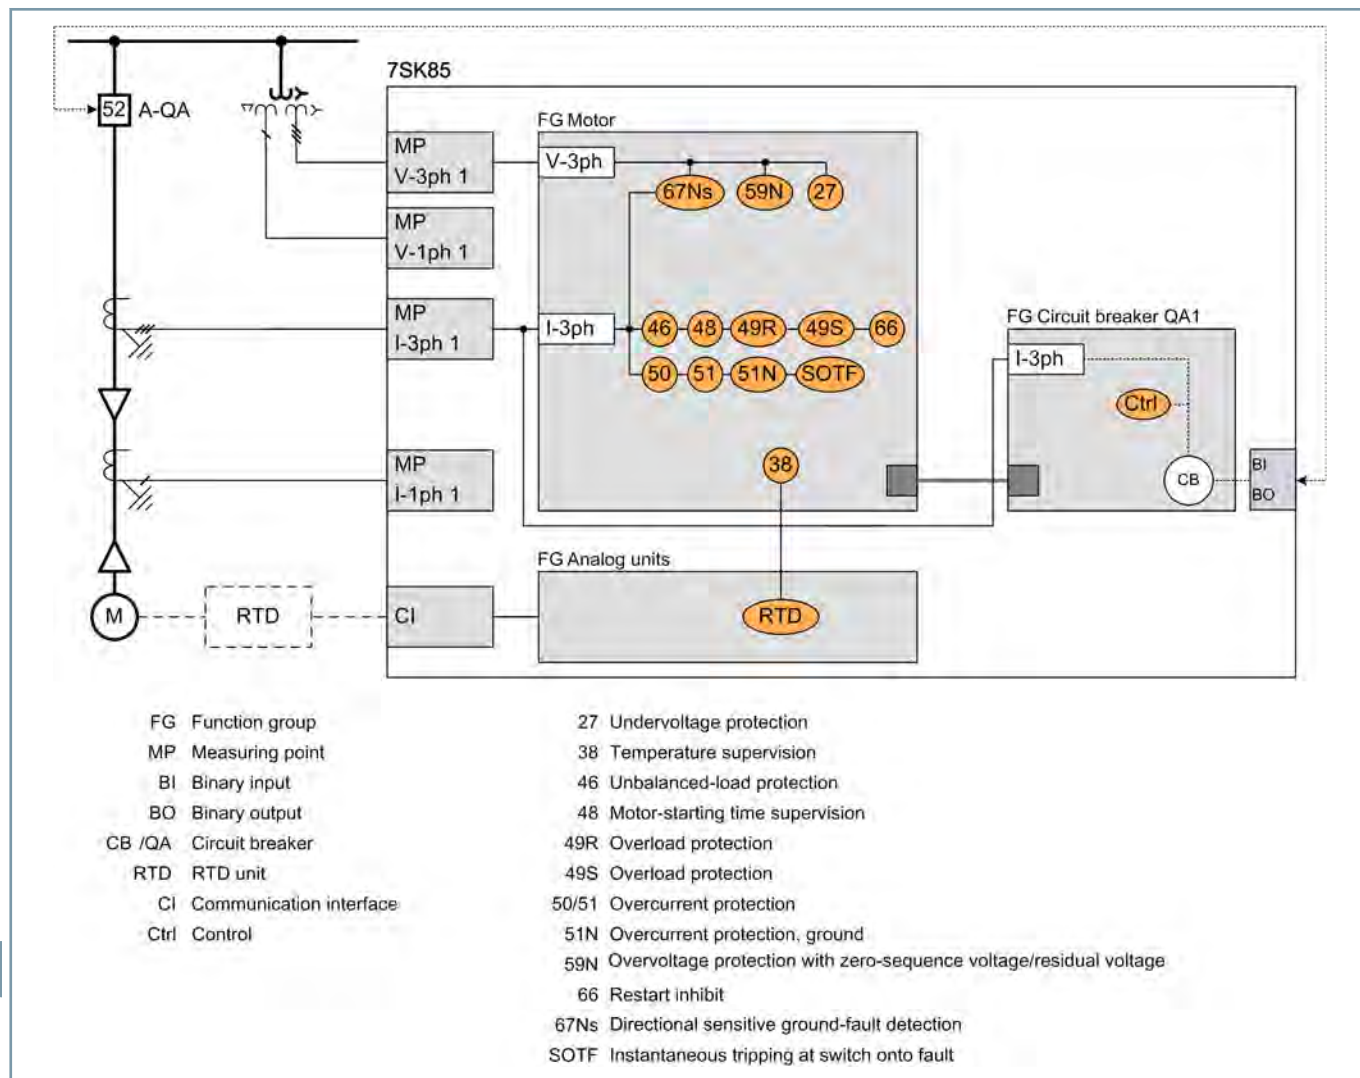 7SK85
52 A-QA
FG Motor
MP
V-3ph 1
V-3ph
67Ns 59N 27
MP
V-1ph 1
MP
I-3ph 1
I-3ph
46 48 49R 49S 66
50 51 51N SOTF
FG Circuit breaker QA1
I-3ph
Ctrl
CB
BI
BO
MP
I-1ph 1
38
FG Analog units
M
RTD
CI
RTD
FG Function group
MP Measuring point
BI Binary input
BO Binary output
CB /QA Circuit breaker
RTD RTD unit
CI Communication interface
Ctrl Control
27 Undervoltage protection
38 Temperature supervision
46 Unbalanced-load protection
48 Motor-starting time supervision
49R Overload protection
49S Overload protection
50/51 Overcurrent protection
51N Overcurrent protection, ground
59N Overvoltage protection with zero-sequence voltage/residual voltage
66 Restart inhibit
67Ns Directional sensitive ground-fault detection
SOTF Instantaneous tripping at switch onto fault